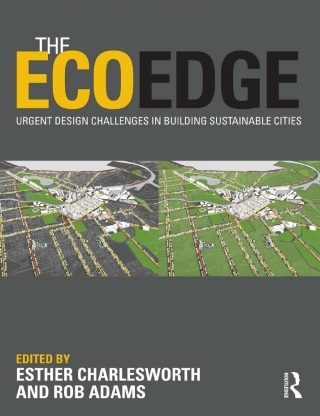 THE
ECOEDGE
URGENT DESIGN CHALLENGES IN BUILDING SUSTAINABLE CITIES
EDITED BY
ESTHER CHARLESWORTH
AND ROB ADAMS
ROUTLEDGE